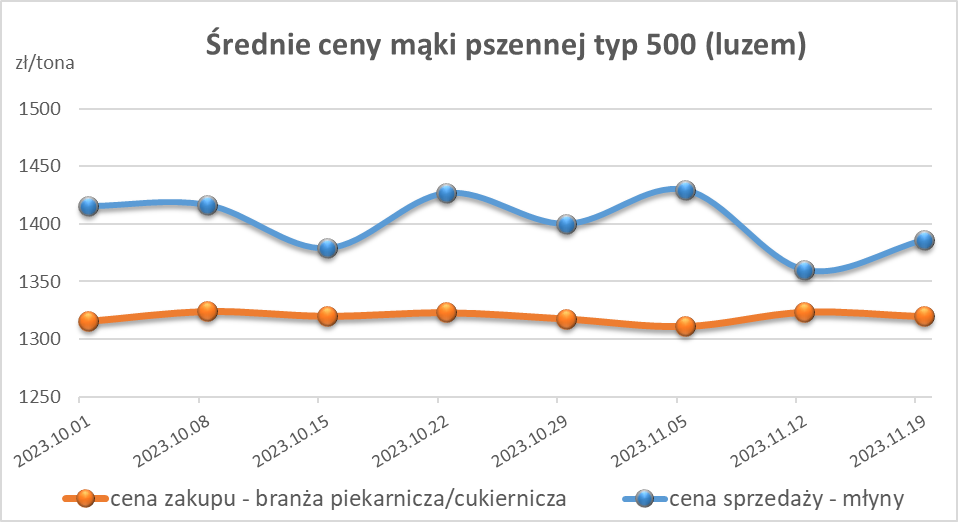 Średnie ceny mąki pszennej typ 500 (luzem)
zł/tona
1500
1450
1400
1350
1300
1250
2023.10.01 2023.10.08 2023.10.15 2023.10.22 2023.10.29 2023.11.05 2023.11.12 2023.11.19
cena zakupu - branża piekarnicza/cukiernicza cena sprzedaży - młyny